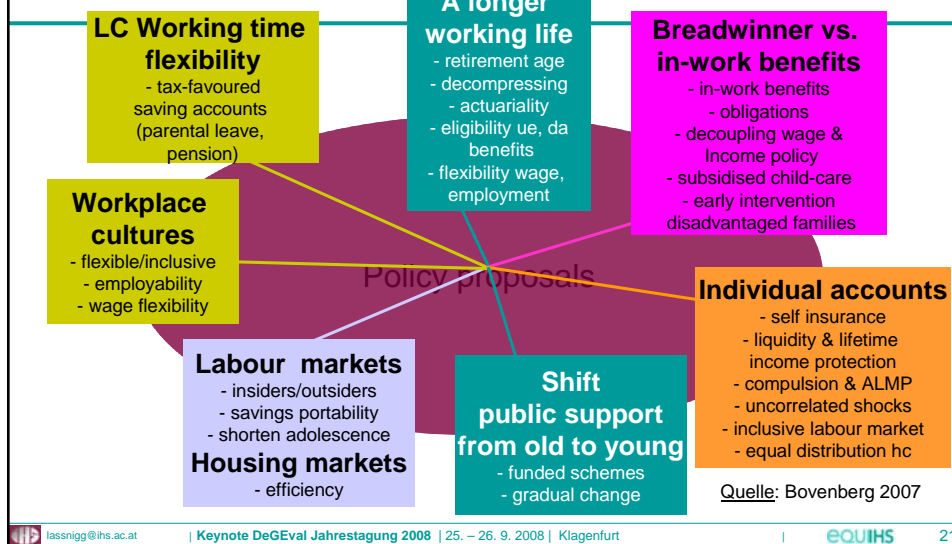 LC Working time
flexibility
- tax-favoured
saving accounts
(parental leave,
pension)
A longer
working life
- retirement age
- decompressing
- actuariality
- eligibility ue, da
benefits
- flexibility wage,
employment
Breadwinner vs.
in-work benefits
- in-work benefits
- obligations
- decoupling wage &
Income policy
- subsidised child-care
- early intervention
disadvantaged families
Workplace
cultures
- flexible/inclusive
- employability
- wage flexibility
Policy proposals
Individual accounts
- self insurance
- liquidity & lifetime
income protection
- compulsion & ALMP
- uncorrelated shocks
- inclusive labour market
- equal distribution hc
Labour markets
- insiders/outsiders
- savings portability
- shorten adolescence
Housing markets
- efficiency
Shift
public support
from old to young
- funded schemes
- gradual change
Quelle: Bovenberg 2007
IHS lassnigg@ihs.ac.at | Keynote DeGEval Jahrestagung 2008 | 25. – 26. 9. 2008 | Klagenfurt | equIHS 21